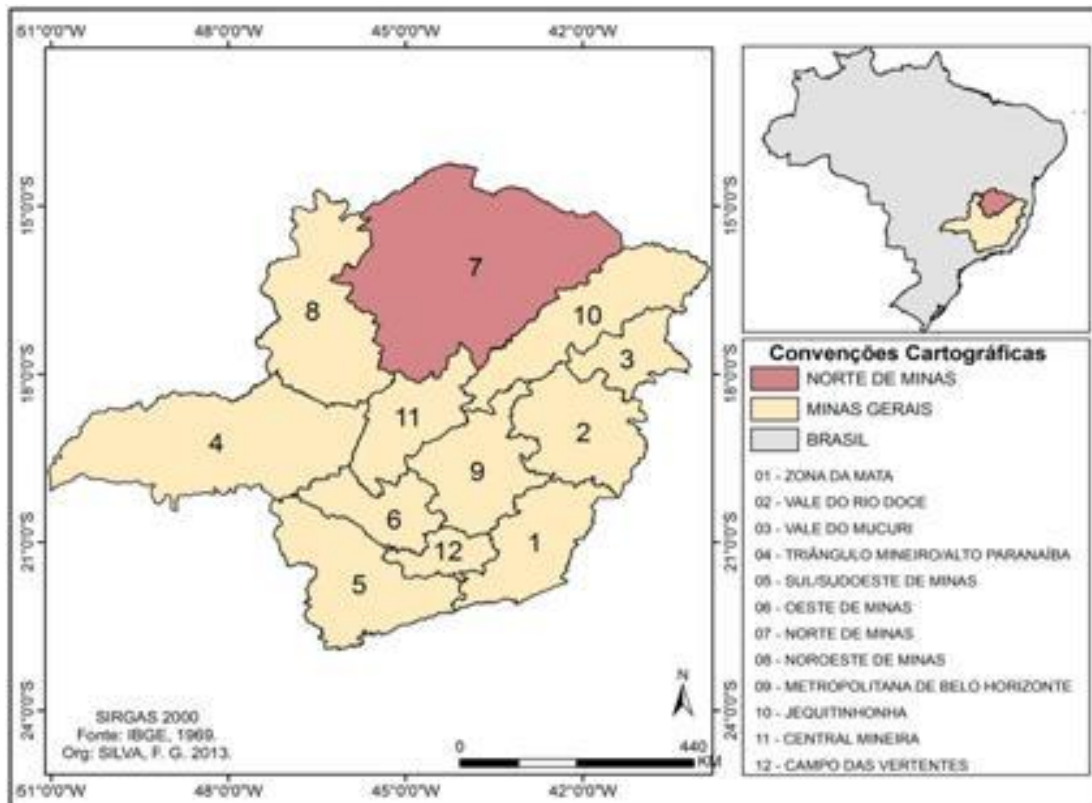 51°0'0"W 48°0'0"W 45°0'0"W 42°0'0"W
15°0'0"S
18°0'0"S
21°0'0"S
24°0'0"S
7
8
10
3
11
4
2
9
6
12
1
5
SIRGAS 2000
Fonte: IBGE, 1969.
Org: SILVA, F. G. 2013.
N
0 440
KM
51°0'0"W 48°0'0"W 45°0'0"W 42°0'0"W
15°0'0"S
18°0'0"S
21°0'0"S
24°0'0"S
Convenções Cartográficas
NORTE DE MINAS
MINAS GERAIS
BRASIL
01 - ZONA DA MATA
02 - VALE DO RIO DOCE
03 - VALE DO MUCURI
04 - TRIÂNGULO MINEIRO/ALTO PARANAÍBA
05 - SUL/SUDOESTE DE MINAS
06 - OESTE DE MINAS
07 - NORTE DE MINAS
08 - NOROESTE DE MINAS
09 - METROPOLITANA DE BELO HORIZONTE
10 - JEQUITINHONHA
11 - CENTRAL MINEIRA
12 - CAMPO DAS VERTENTES